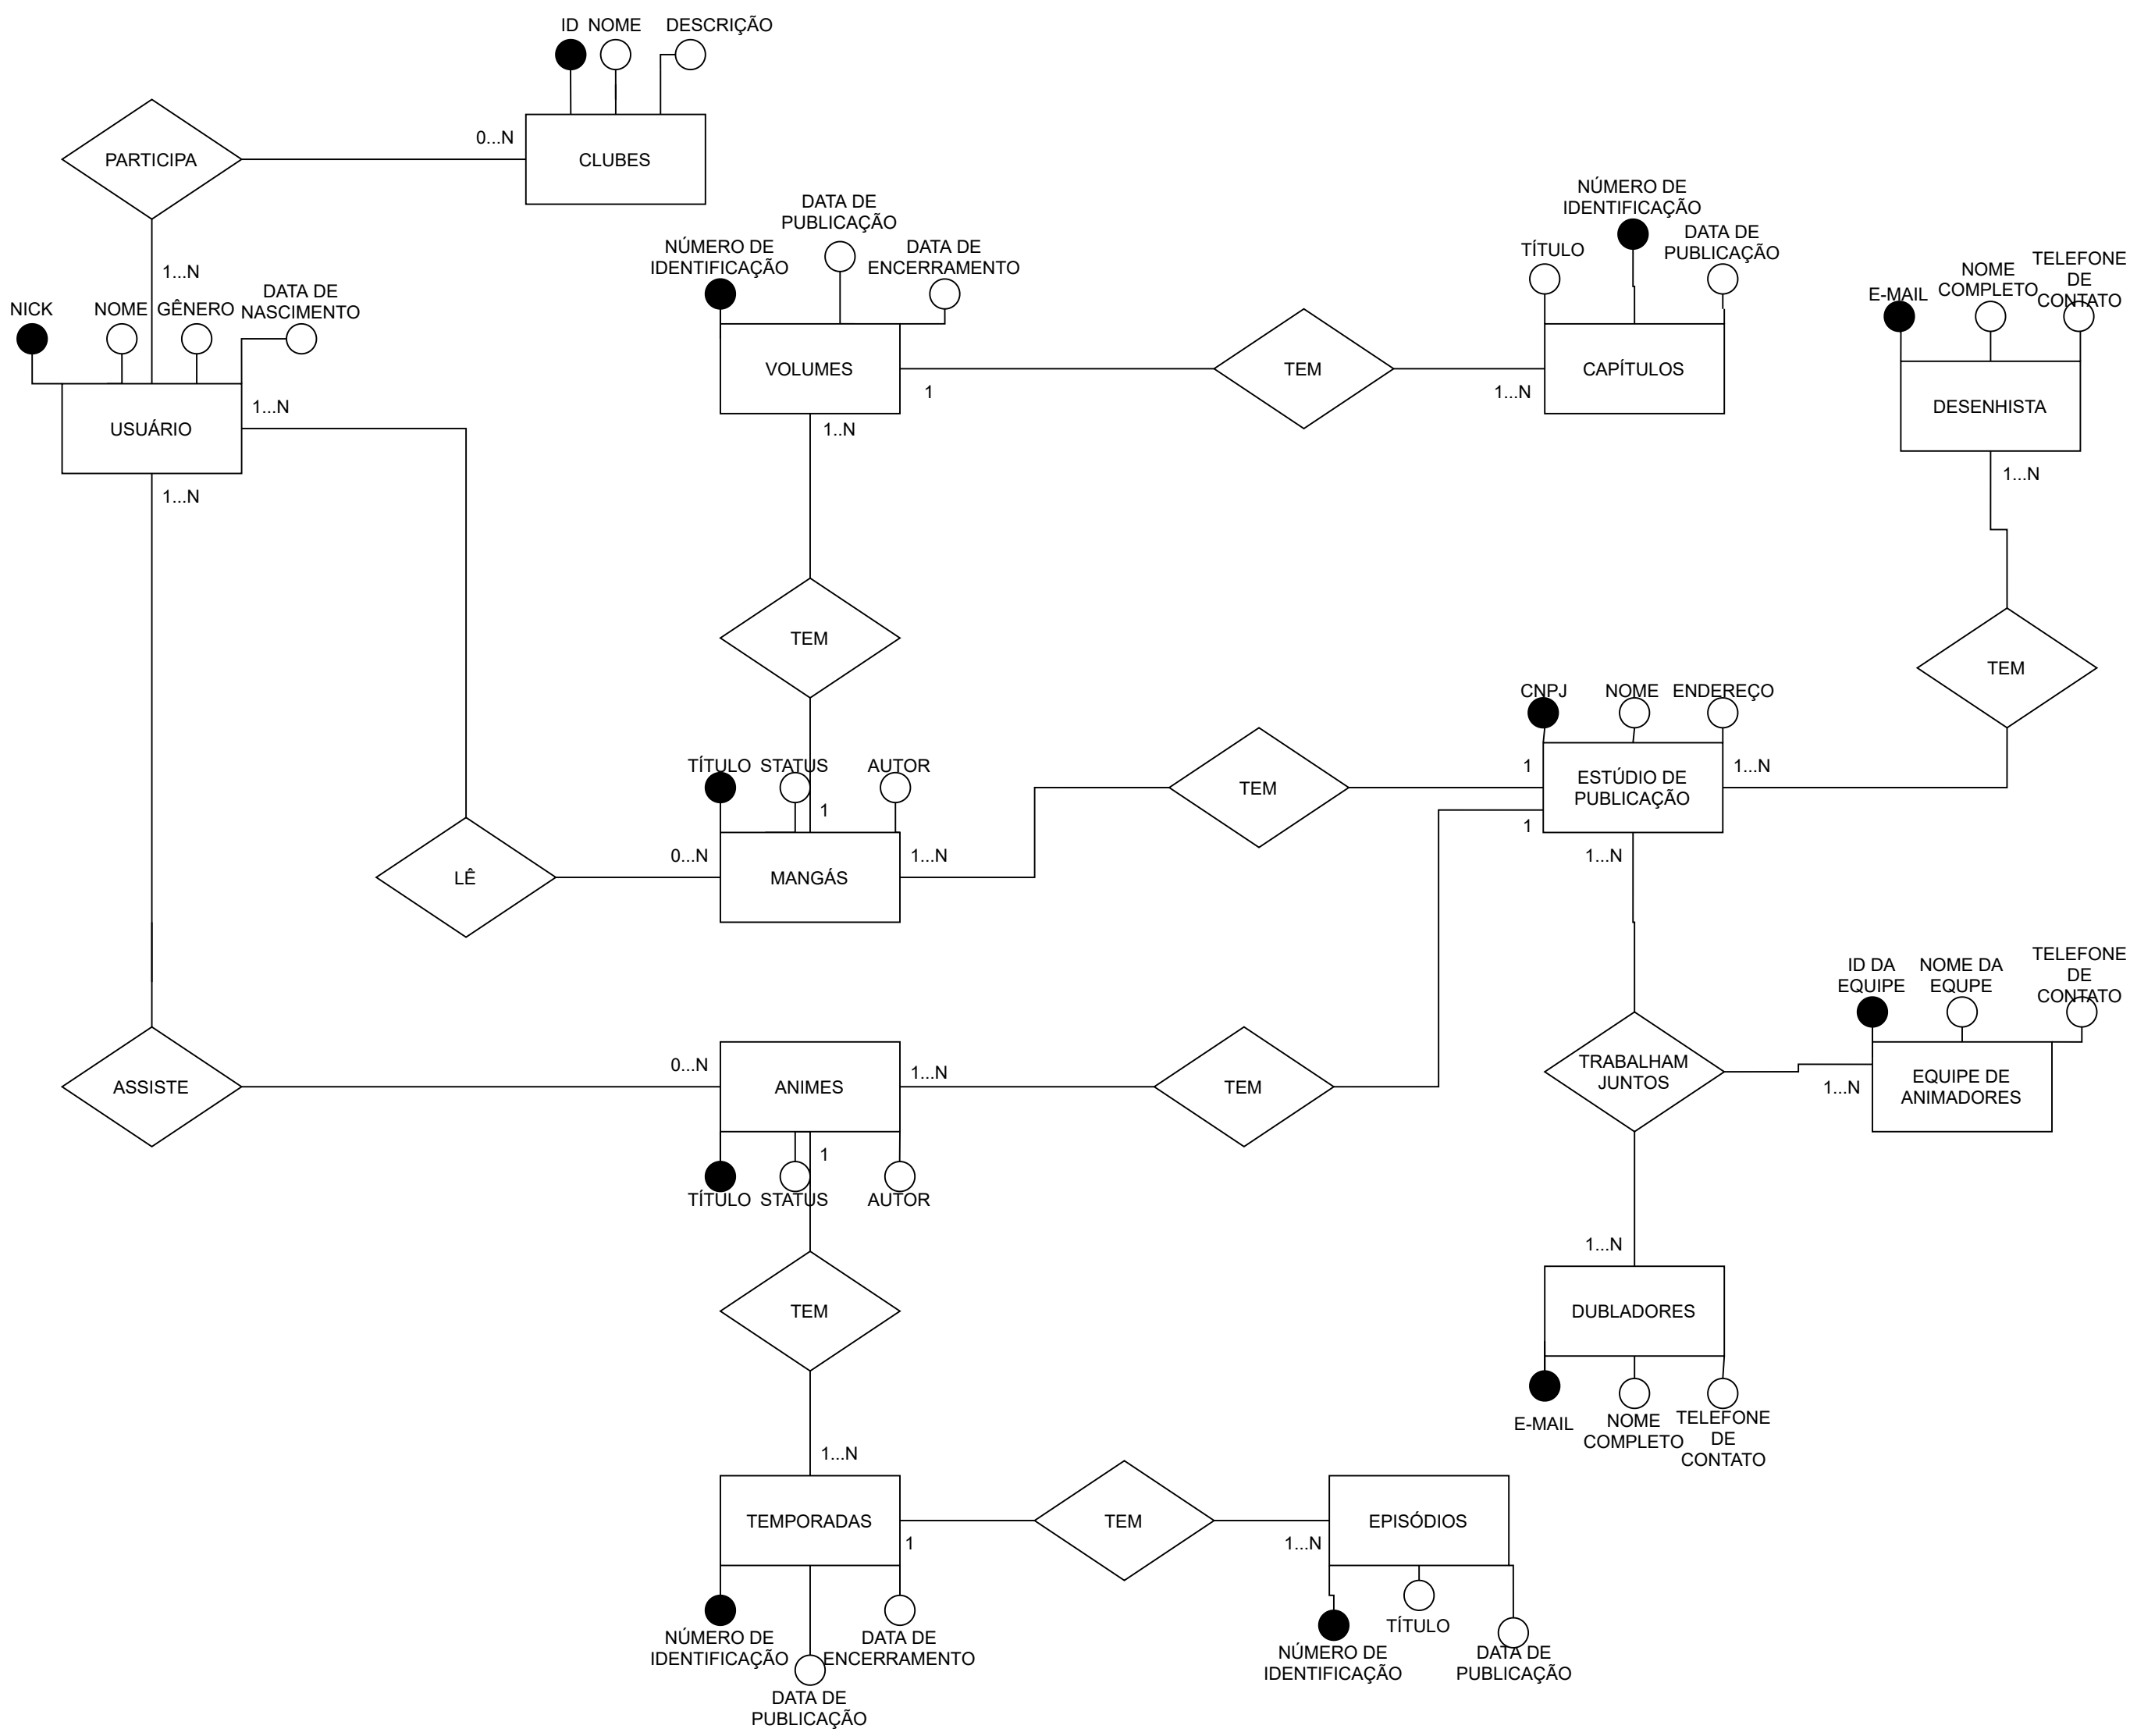 ID NOME DESCRIÇÃO
PARTICIPA
0...N
CLUBES
1...N
NICK
NOME
GÊNERO
DATA DE
NASCIMENTO
USUÁRIO
1...N
1...N
NÚMERO DE
IDENTIFICAÇÃO
DATA DE
PUBLICAÇÃO
DATA DE
ENCERRAMENTO
VOLUMES
1
1..N
TEM
TÍTULO
NÚMERO DE
IDENTIFICAÇÃO
DATA DE
PUBLICAÇÃO
1...N
CAPÍTULOS
E-MAIL
NOME
COMPLETO
TELEFONE
DE
CONTATO
DESENHISTA
1...N
TEM
TEM
TÍTULO
STATUS
AUTOR
1
LÊ
0...N
MANGÁS
1...N
TEM
CNPJ
NOME
ENDEREÇO
1
1
ESTÚDIO DE
PUBLICAÇÃO
1...N
1...N
ID DA
EQUIPE
NOME DA
EQUPE
TELEFONE
DE
CONTATO
TRABALHAM
JUNTOS
1...N
EQUIPE DE
ANIMADORES
ASSISTE
0...N
ANIMES
1...N
TEM
1
TÍTULO
STATUS
AUTOR
1...N
DUBLADORES
E-MAIL
NOME
COMPLETO
TELEFONE
DE
CONTATO
TEM
1...N
TEMPORADAS
1
TEM
1...N
EPISÓDIOS
NÚMERO DE
IDENTIFICAÇÃO
DATA DE
PUBLICAÇÃO
DATA DE
ENCERRAMENTO
NÚMERO DE
IDENTIFICAÇÃO
TÍTULO
DATA DE
PUBLICAÇÃO